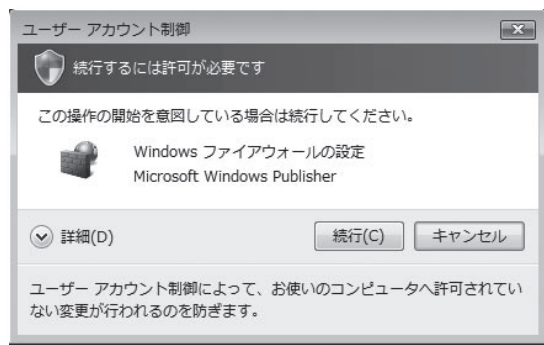 ユーザー アカウント制御
続行するには許可が必要です
この操作の開始を意図している場合は続行してください。
Windows ファイアウォールの設定
Microsoft Windows Publisher
詳細(D)
続行(C)
キャンセル
ユーザー アカウント制御によって、お使いのコンピュータへ許可されてい
ない変更が行われるのを防ぎます。